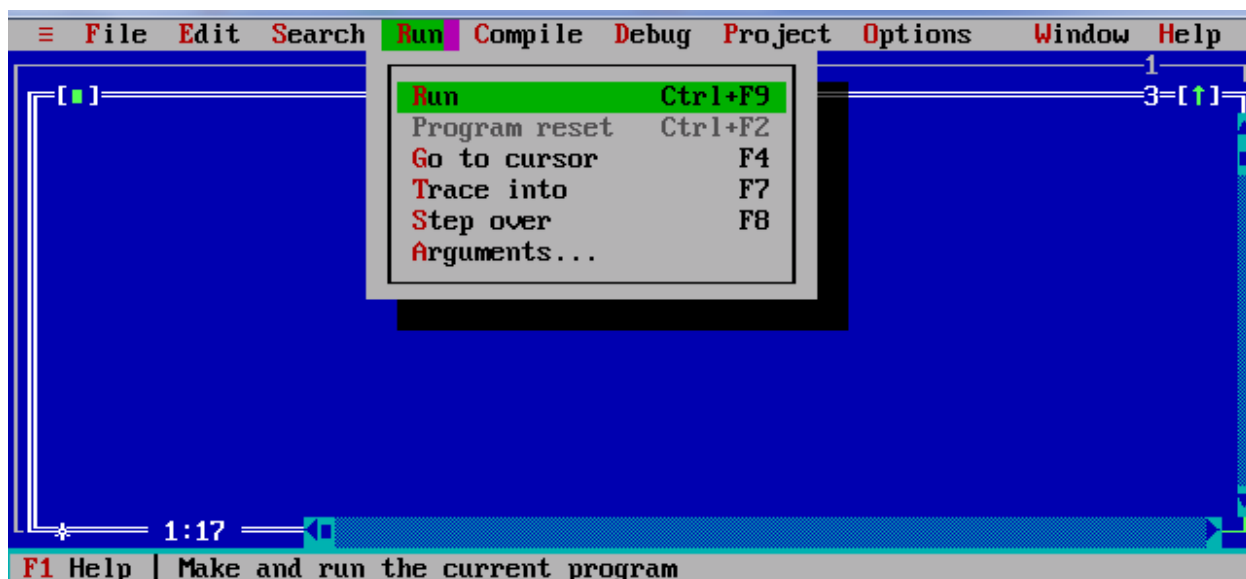 ≡ File Edit Search Run Compile Debug Project Options Window Help
1
[■] 3=[↑]
Run Ctrl+F9
Program reset Ctrl+F2
Go to cursor F4
Trace into F7
Step over F8
Arguments...
1:17
F1 Help | Make and run the current program